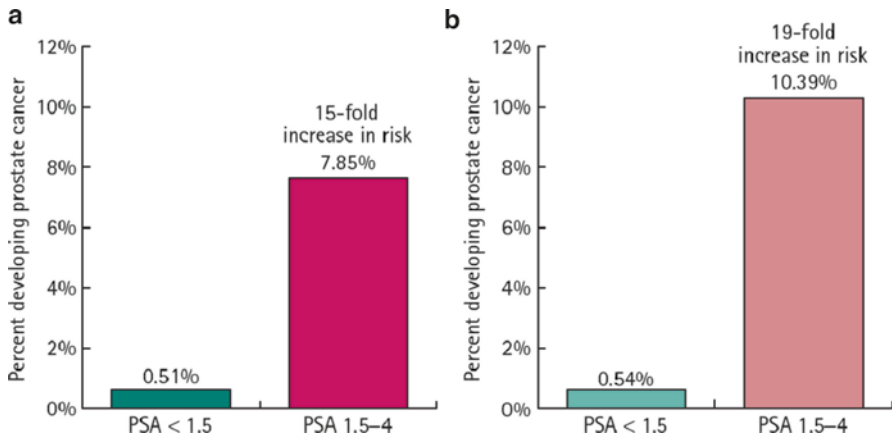 a
Percent developing prostate cancer
12%
10%
8%
6%
4%
2%
0%
0.51%
15-fold
increase in risk
7.85%
PSA < 1.5
PSA 1.5–4
b
Percent developing prostate cancer
12%
10%
8%
6%
4%
2%
0%
0.54%
19-fold
increase in risk
10.39%
PSA < 1.5
PSA 1.5–4